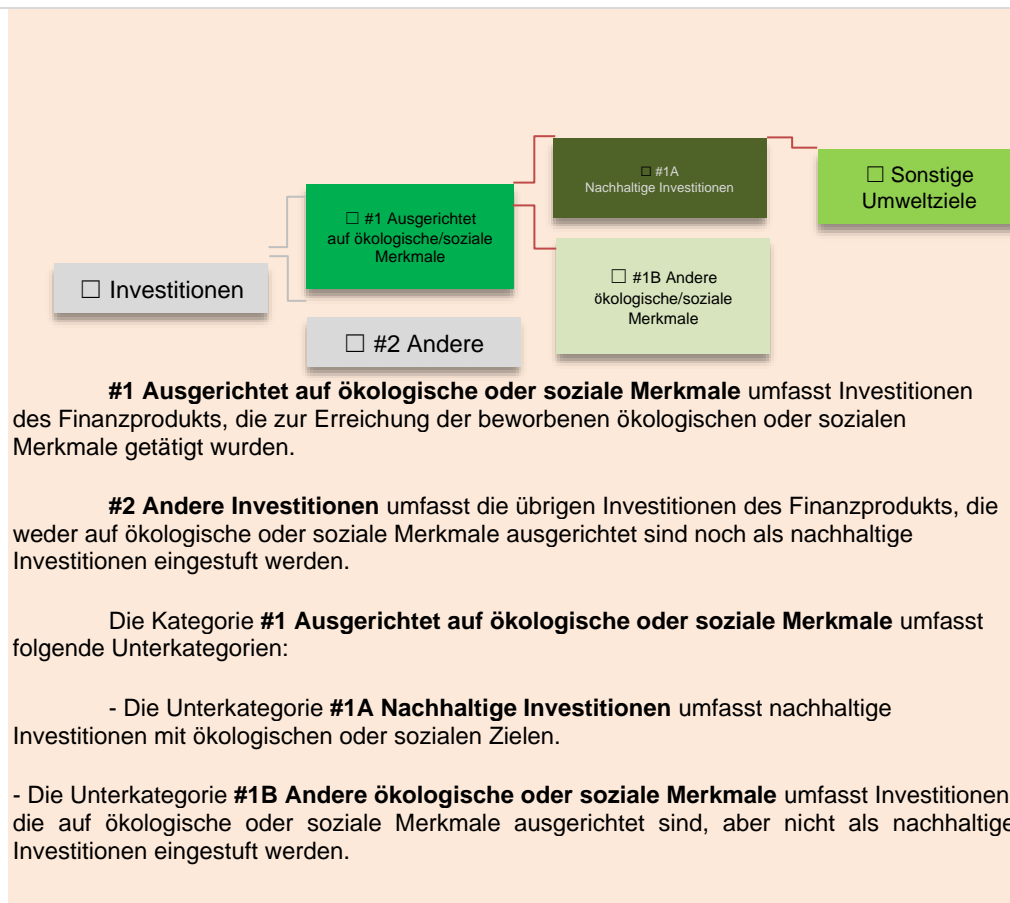 ☐ #1A
Nachhaltige Investitionen
☐ Sonstige
Umweltziele
☐ #1 Ausgerichtet
auf ökologische/soziale
Merkmale
☐ Investitionen
☐ #1B Andere
ökologische/soziale
Merkmale
☐ #2 Andere
#1 Ausgerichtet auf ökologische oder soziale Merkmale umfasst Investitionen
des Finanzprodukts, die zur Erreichung der beworbenen ökologischen oder sozialen
Merkmale getätigt wurden.
#2 Andere Investitionen umfasst die übrigen Investitionen des Finanzprodukts, die
weder auf ökologische oder soziale Merkmale ausgerichtet sind noch als nachhaltige
Investitionen eingestuft werden.
Die Kategorie #1 Ausgerichtet auf ökologische oder soziale Merkmale umfasst
folgende Unterkategorien:
- Die Unterkategorie #1A Nachhaltige Investitionen umfasst nachhaltige
Investitionen mit ökologischen oder sozialen Zielen.
- Die Unterkategorie #1B Andere ökologische oder soziale Merkmale umfasst Investitionen
die auf ökologische oder soziale Merkmale ausgerichtet sind, aber nicht als nachhaltige
Investitionen eingestuft werden.